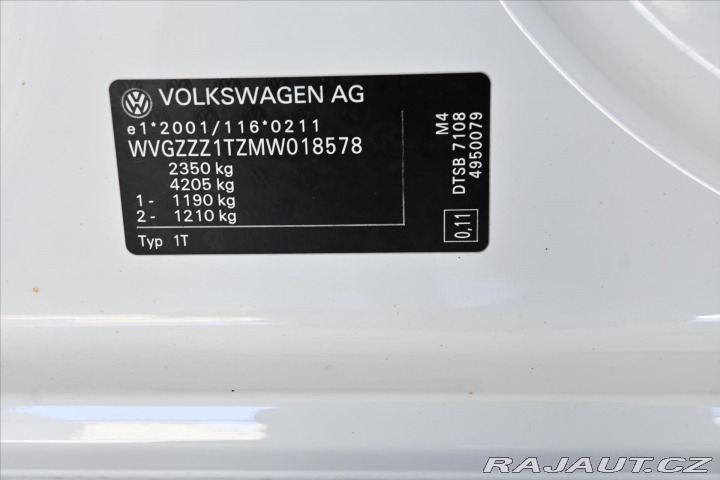 VOLKSWAGEN AG
e1*2001/116*0211
WVGZZZ1TZMW018578
2350 kg
4205 kg
1- 1190 kg
2- 1210 kg
Typ 1T
M4
DTSB 7108
4950079
0,11
RAJAUT.CZ